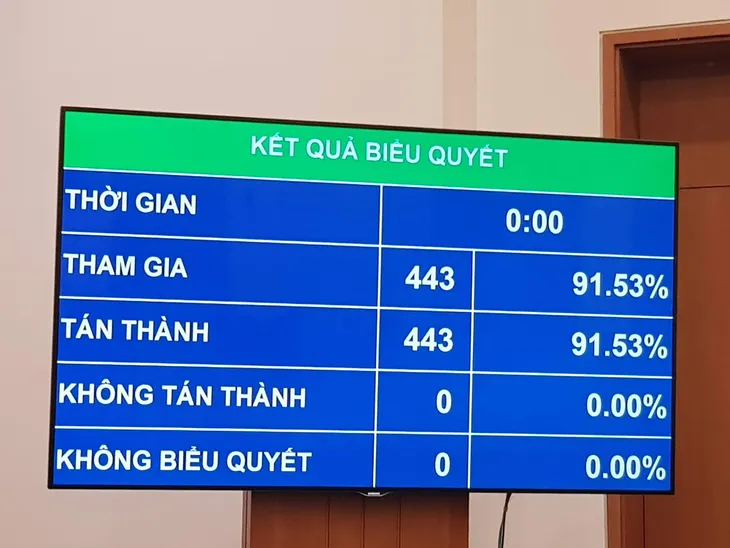 KẾT QUẢ BIỂU QUYẾT
THỜI GIAN 0:00
THAM GIA 443 91.53%
TÁN THÀNH 443 91.53%
KHÔNG TÁN THÀNH 0 0.00%
KHÔNG BIỂU QUYẾT 0 0.00%